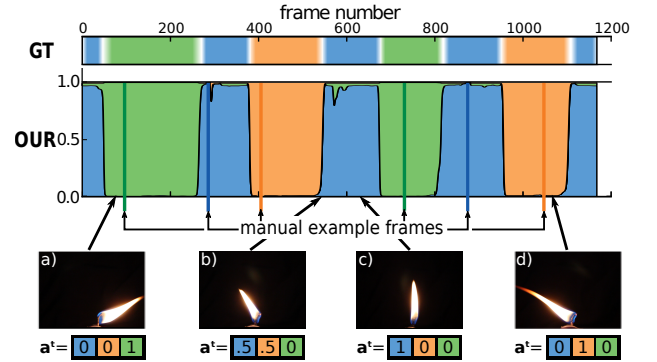 frame number
0 200 400 600 800 1000 1200
GT
1.0
OUR 0.5
0.0
manual example frames
a) b) c) d)
aᵗ= 0 0 1 aᵗ= .5 .5 0 aᵗ= 1 0 0 aᵗ= 0 1 0